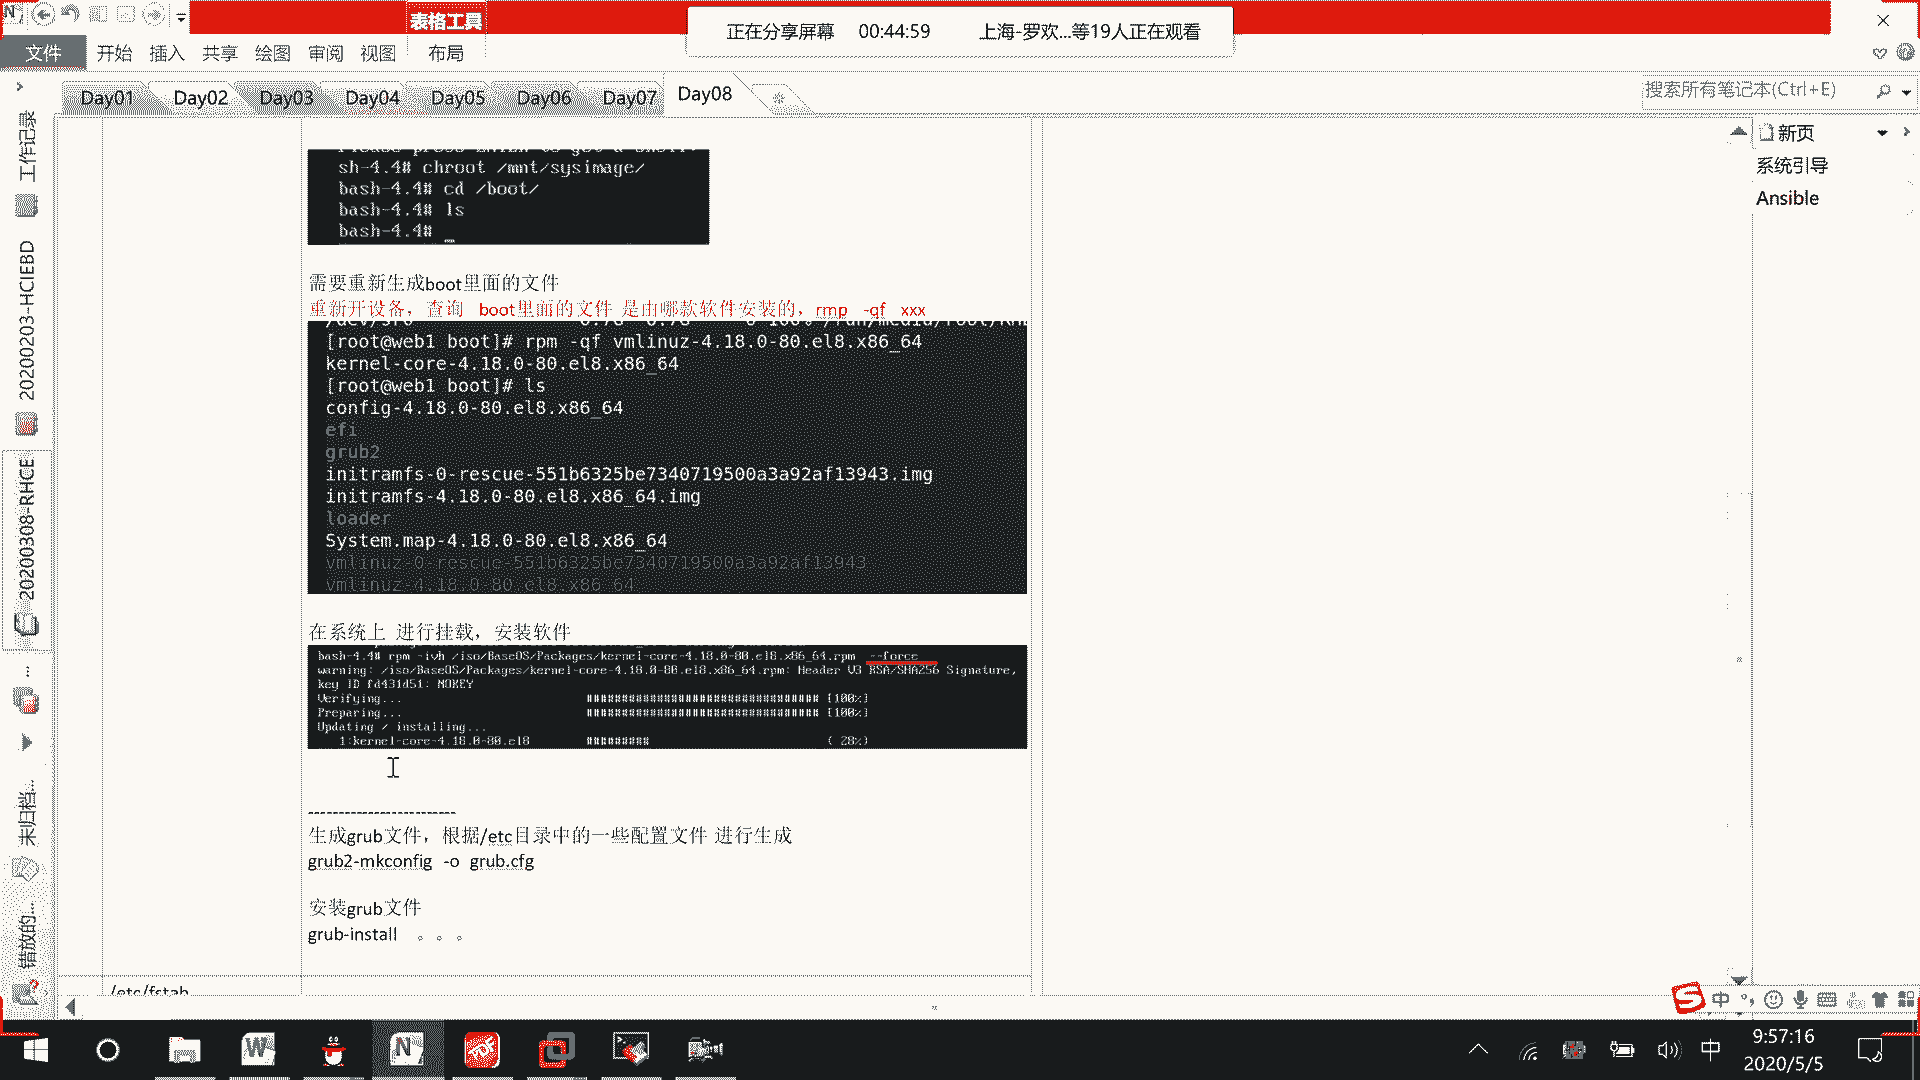 表格工具
正在分享屏幕 00:44:59 上海-罗欢...等19人正在观看
文件 开始 插入 共享 绘图 审阅 视图 布局
Day01 Day02 Day03 Day04 Day05 Day06 Day07 Day08
搜索所有笔记本(Ctrl+E)
工作记录
20200203-HCIEBD
20200308-RHCE
未归档...
错放的...
新页
系统引导
Ansible
sh-4.4# chroot /mnt/sysimage/
bash-4.4# cd /boot/
bash-4.4# ls
bash-4.4#
需要重新生成boot里面的文件
重新开设备，查询 boot里面的文件 是由哪款软件安装的，rmp -qf xxx
[root@web1 boot]# rpm -qf vmlinuz-4.18.0-80.el8.x86_64
kernel-core-4.18.0-80.el8.x86_64
[root@web1 boot]# ls
config-4.18.0-80.el8.x86_64
efi
grub2
initramfs-0-rescue-551b6325be7340719500a3a92af13943.img
initramfs-4.18.0-80.el8.x86_64.img
loader
System.map-4.18.0-80.el8.x86_64
vmlinuz-0-rescue-551b6325be7340719500a3a92af13943
vmlinuz-4.18.0-80.el8.x86_64
在系统上 进行挂载，安装软件
bash-4.4# rpm -ivh /iso/BaseOS/Packages/kernel-core-4.18.0-80.el8.x86_64.rpm --force
warning: /iso/BaseOS/Packages/kernel-core-4.18.0-80.el8.x86_64.rpm: Header V3 RSA/SHA256 Signature,
key ID fd431d51: NOKEY
Verifying... ################################# [100%]
Preparing... ################################# [100%]
Updating / installing...
1:kernel-core-4.18.0-80.el8 ######### ( 28%)
------------------------
生成grub文件，根据/etc目录中的一些配置文件 进行生成
grub2-mkconfig -o grub.cfg
安装grub文件
grub-install 。。。
/etc/fstab
中
中
9:57:16
2020/5/5